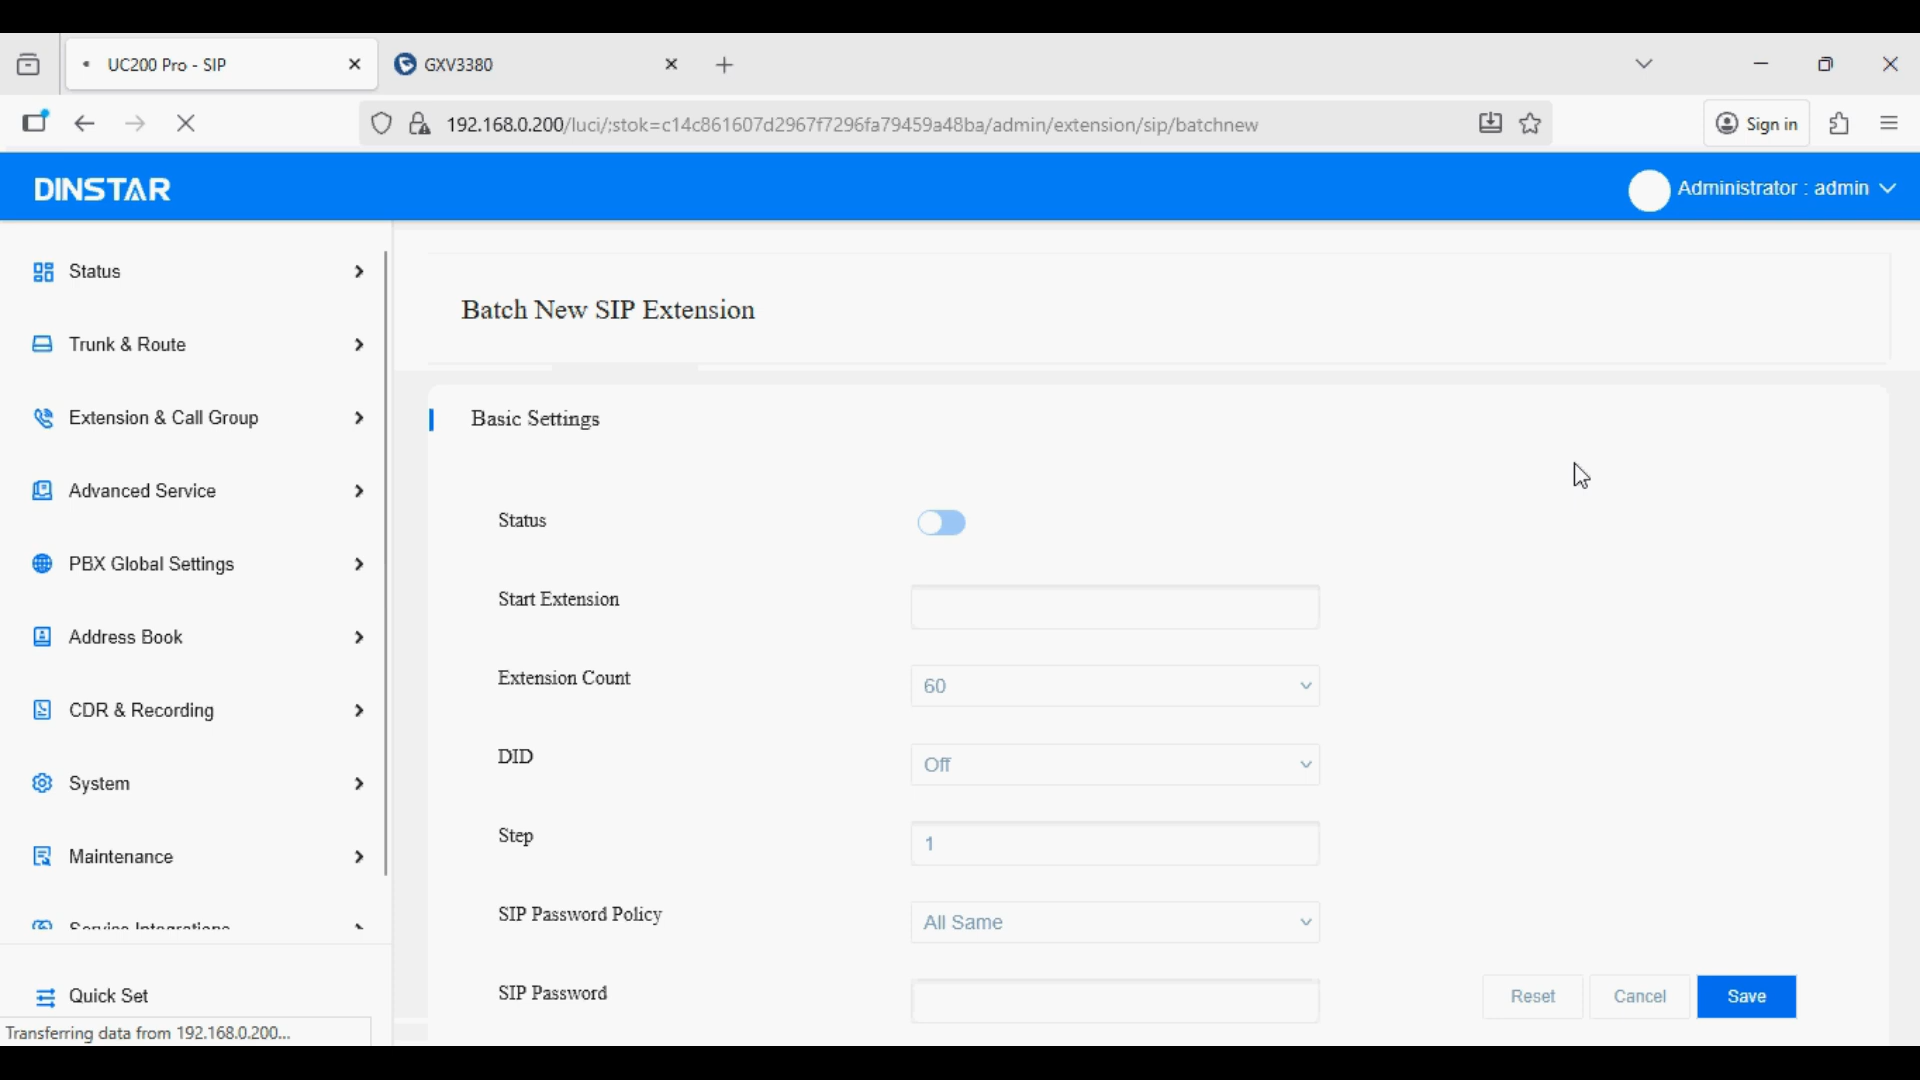 UC200 Pro - SIP
GXV3380
192.168.0.200/luci/;stok=c14c861607d2967f7296fa79459a48ba/admin/extension/sip/batchnew
Sign in
DINSTAR
Administrator : admin
Status
Trunk & Route
Extension & Call Group
Advanced Service
PBX Global Settings
Address Book
CDR & Recording
System
Maintenance
Service Integrations
Quick Set
Transferring data from 192.168.0.200...
Batch New SIP Extension
Basic Settings
Status
Start Extension
Extension Count
60
DID
Off
Step
1
SIP Password Policy
All Same
SIP Password
Reset
Cancel
Save